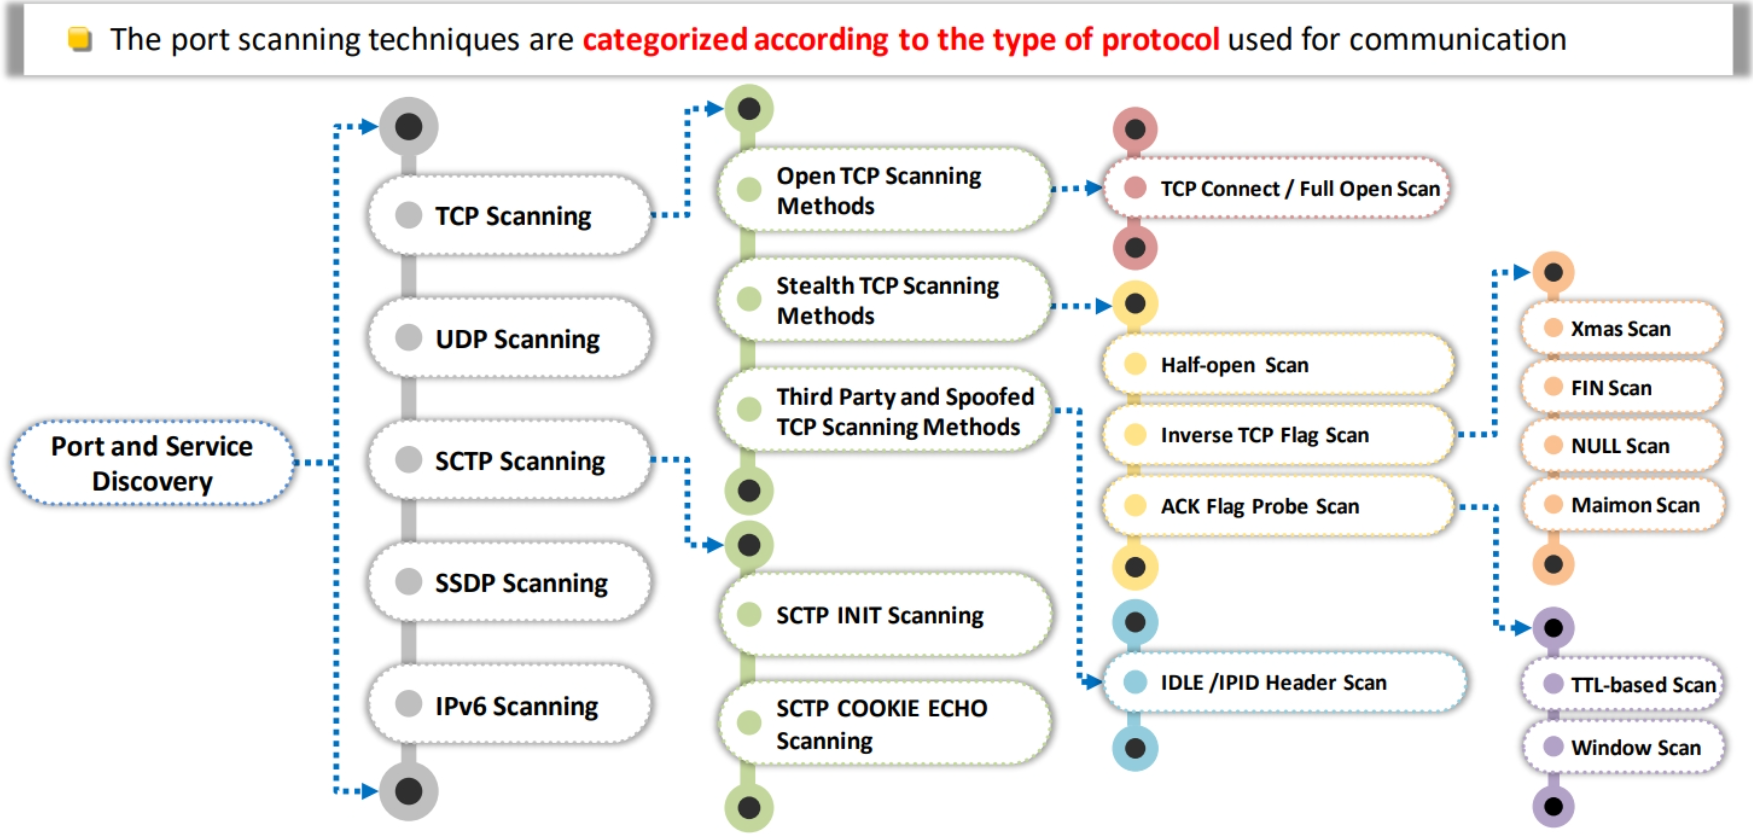 The port scanning techniques are categorized according to the type of protocol used for communication
Port and Service
Discovery
TCP Scanning
UDP Scanning
SCTP Scanning
SSDP Scanning
IPv6 Scanning
Open TCP Scanning
Methods
Stealth TCP Scanning
Methods
Third Party and Spoofed
TCP Scanning Methods
SCTP INIT Scanning
SCTP COOKIE ECHO
Scanning
TCP Connect / Full Open Scan
Half-open Scan
Inverse TCP Flag Scan
ACK Flag Probe Scan
IDLE /IPID Header Scan
Xmas Scan
FIN Scan
NULL Scan
Maimon Scan
TTL-based Scan
Window Scan